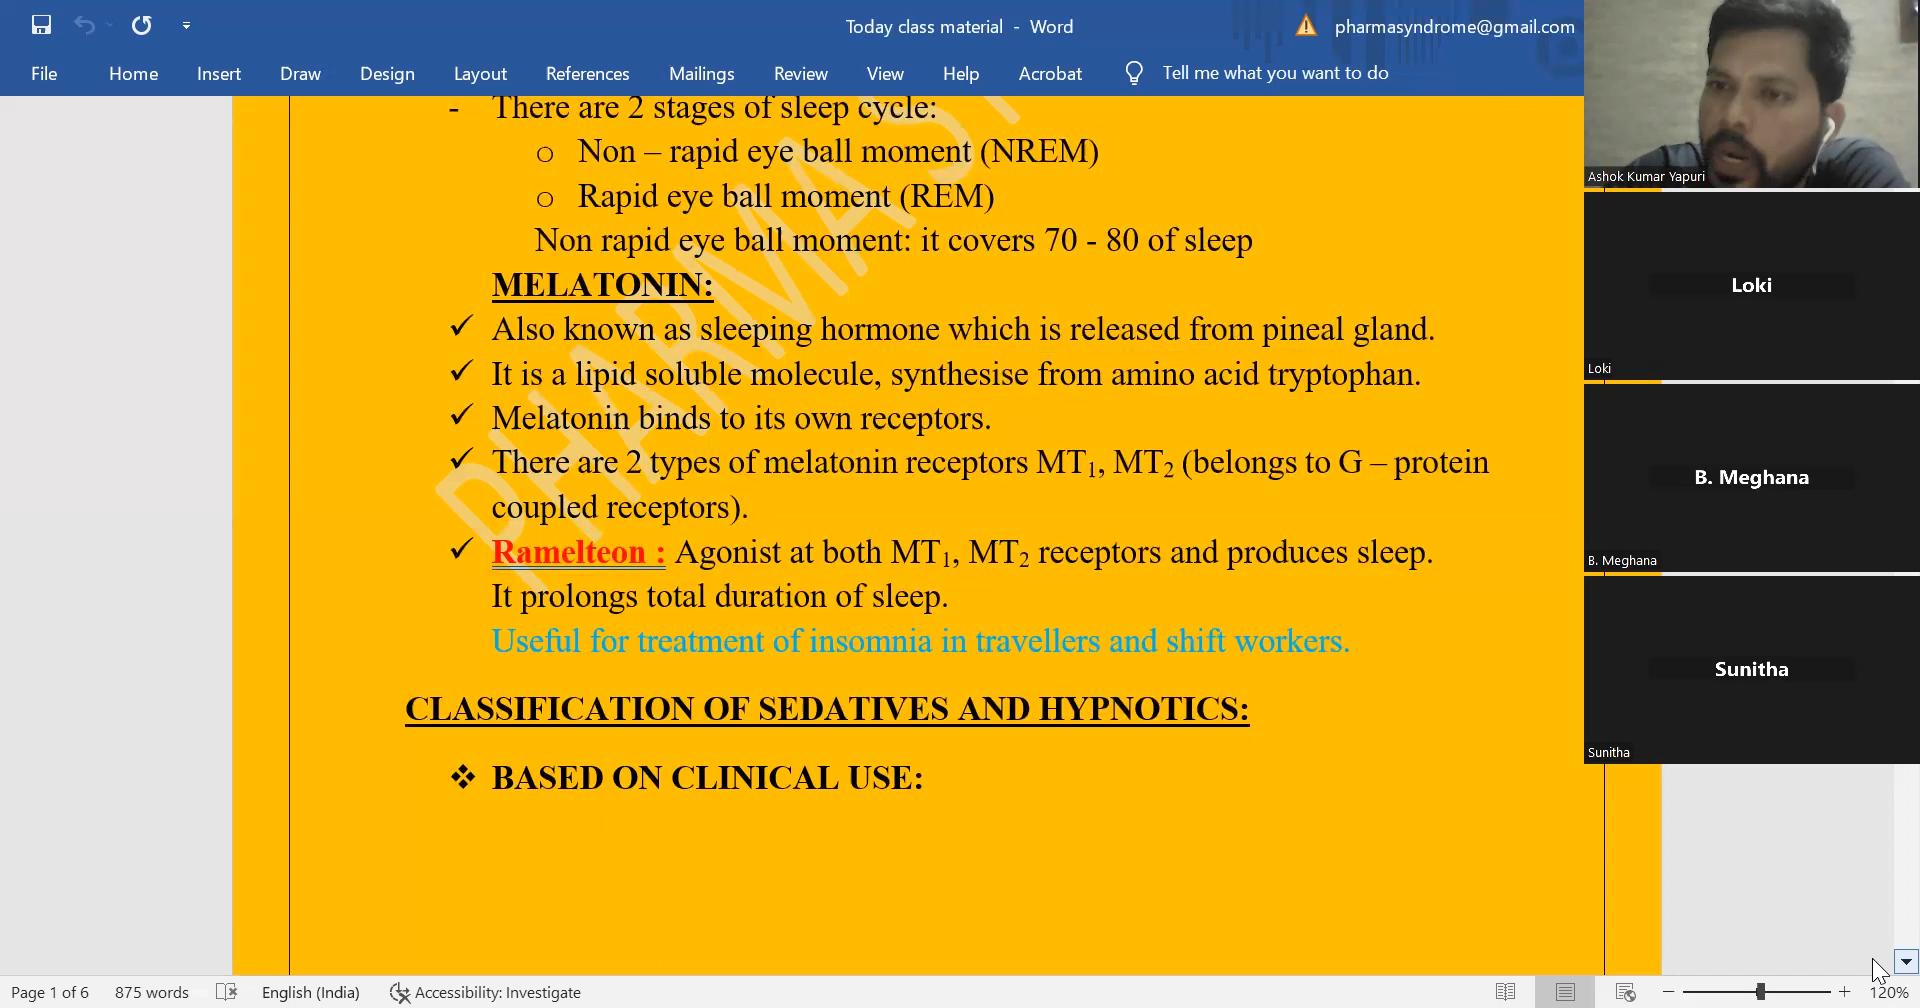 Today class material - Word
pharmasyndrome@gmail.com
File Home Insert Draw Design Layout References Mailings Review View Help Acrobat Tell me what you want to do
- There are 2 stages of sleep cycle:
o Non – rapid eye ball moment (NREM)
o Rapid eye ball moment (REM)
Non rapid eye ball moment: it covers 70 - 80 of sleep
MELATONIN:
✓ Also known as sleeping hormone which is released from pineal gland.
✓ It is a lipid soluble molecule, synthesise from amino acid tryptophan.
✓ Melatonin binds to its own receptors.
✓ There are 2 types of melatonin receptors MT₁, MT₂ (belongs to G – protein
coupled receptors).
✓ Ramelteon : Agonist at both MT₁, MT₂ receptors and produces sleep.
It prolongs total duration of sleep.
Useful for treatment of insomnia in travellers and shift workers.
CLASSIFICATION OF SEDATIVES AND HYPNOTICS:
❖ BASED ON CLINICAL USE:
PHARMA S
Ashok Kumar Yapuri
Loki
Loki
B. Meghana
B. Meghana
Sunitha
Sunitha
Page 1 of 6 875 words English (India) Accessibility: Investigate 120%